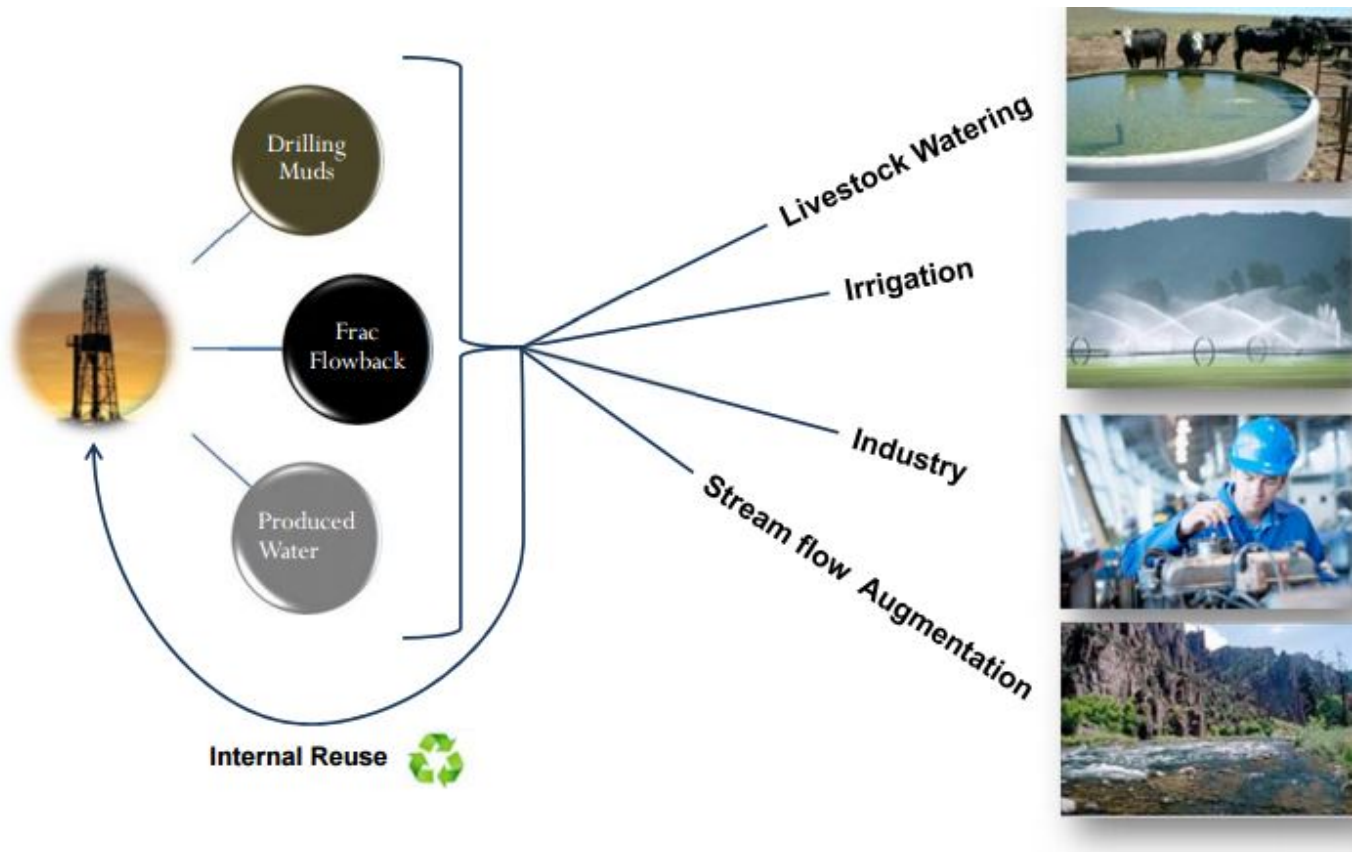 Drilling
Muds
Frac
Flowback
Produced
Water
Livestock Watering
Irrigation
Industry
Stream flow Augmentation
Internal Reuse